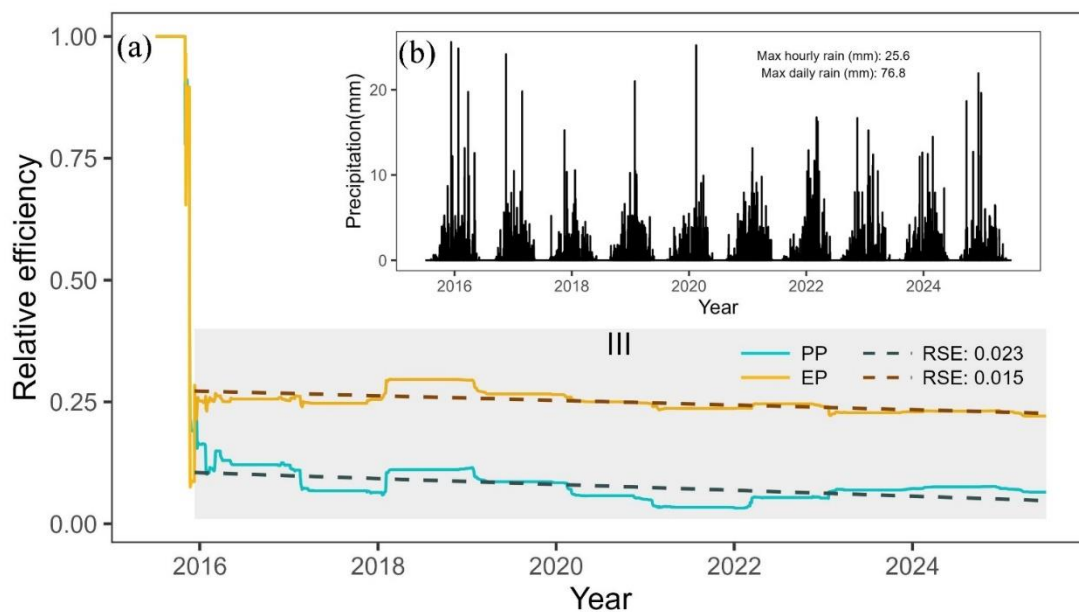 (a)
Relative efficiency
1.00
0.75
0.50
0.25
0.00
2016 2018 2020 2022 2024
Year
(b)
Max hourly rain (mm): 25.6
Max daily rain (mm): 76.8
Precipitation(mm)
20
10
0
2016 2018 2020 2022 2024
Year
III
PP RSE: 0.023
EP RSE: 0.015